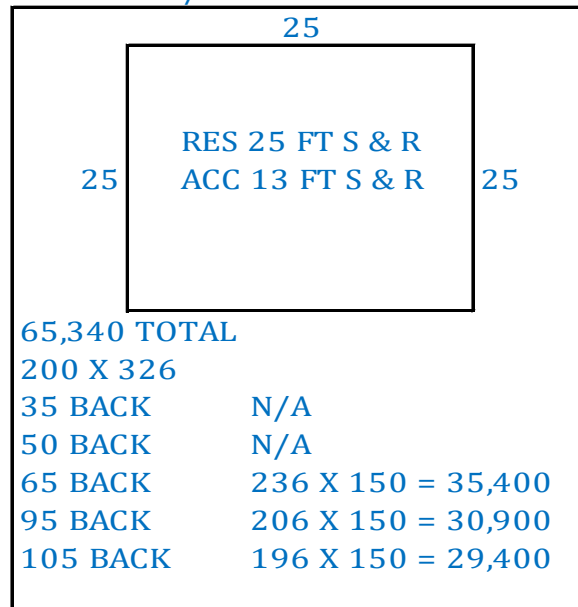 25
RES 25 FT S & R
25 ACC 13 FT S & R 25
65,340 TOTAL
200 X 326
35 BACK N/A
50 BACK N/A
65 BACK 236 X 150 = 35,400
95 BACK 206 X 150 = 30,900
105 BACK 196 X 150 = 29,400